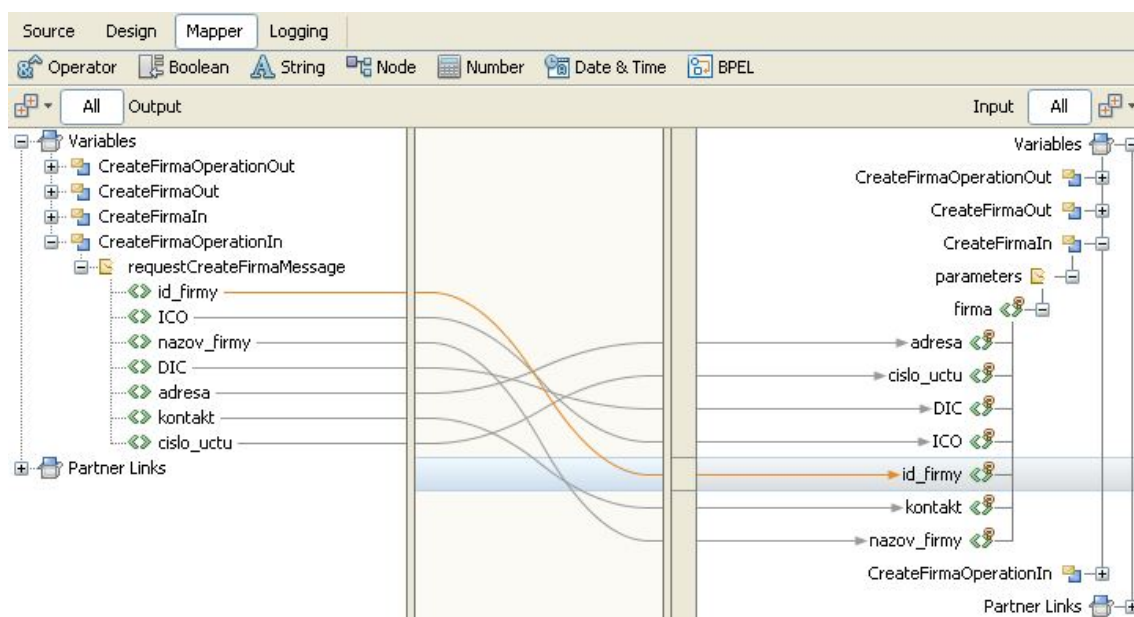 Source Design Mapper Logging
Operator Boolean String Node Number Date & Time BPEL
All Output Input All
Variables
CreateFirmaOperationOut
CreateFirmaOut
CreateFirmaIn
CreateFirmaOperationIn
requestCreateFirmaMessage
id_firmy
ICO
nazov_firmy
DIC
adresa
kontakt
cislo_uctu
Partner Links
Variables
CreateFirmaOperationOut
CreateFirmaOut
CreateFirmaIn
parameters
firma
adresa
cislo_uctu
DIC
ICO
id_firmy
kontakt
nazov_firmy
CreateFirmaOperationIn
Partner Links